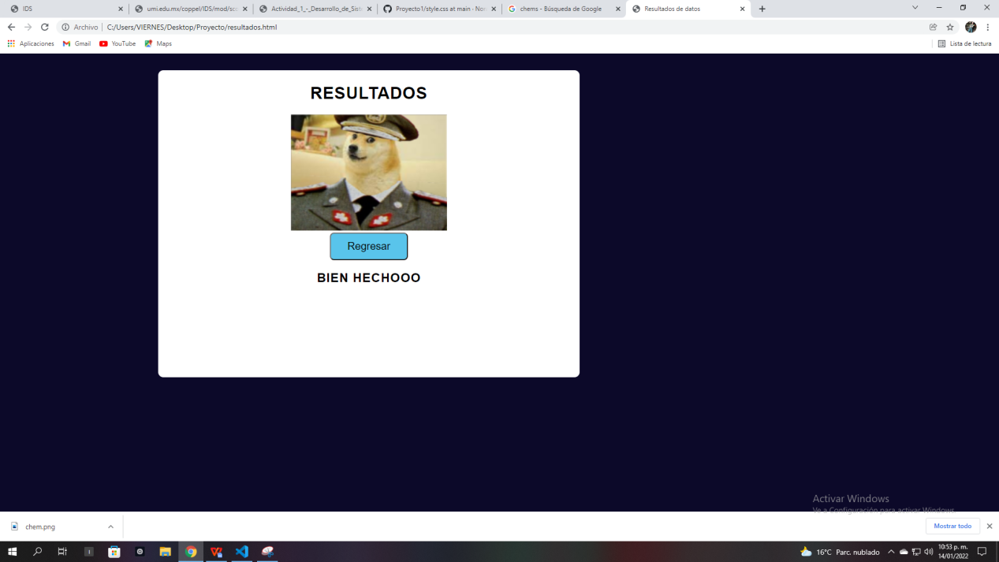 IDS
umi.edu.mx/coppel/IDS/mod/sco
Actividad_1_-_Desarrollo_de_Siste
Proyecto1/style.css at main · Nor
chems - Búsqueda de Google
Resultados de datos
Archivo
C:/Users/VIERNES/Desktop/Proyecto/resultados.html
Aplicaciones
Gmail
YouTube
Maps
Lista de lectura
RESULTADOS
Regresar
BIEN HECHOOO
Activar Windows
Ve a Configuración para activar Windows.
chem.png
Mostrar todo
16°C Parc. nublado
10:53 p. m.
14/01/2022